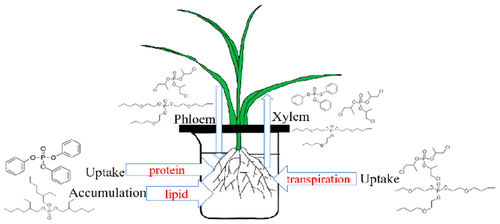 Phloem
Xylem
Uptake
protein
Accumulation
lipid
transpiration
Uptake